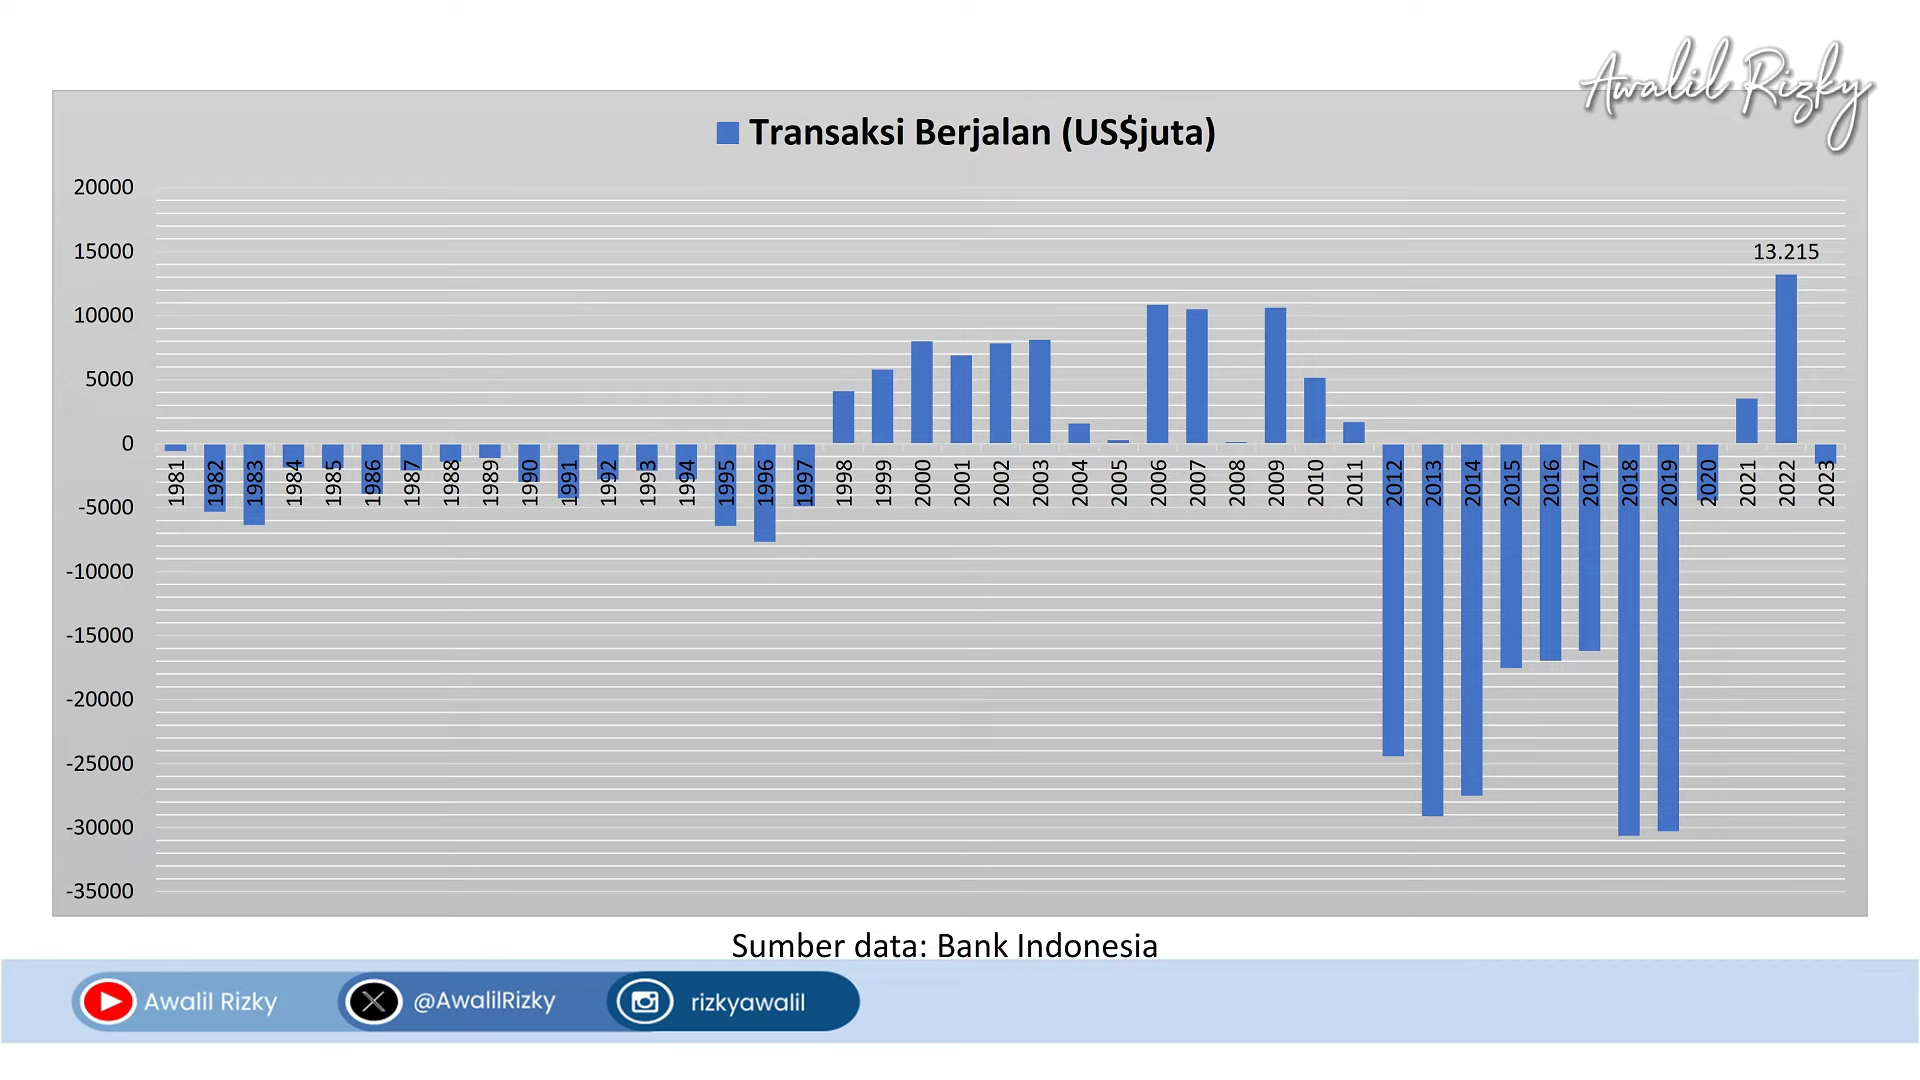 Awalil Rizky
Transaksi Berjalan (US$juta)
20000
15000
10000
5000
0
-5000
-10000
-15000
-20000
-25000
-30000
-35000
13.215
1981 1982 1983 1984 1985 1986 1987 1988 1989 1990 1991 1992 1993 1994 1995 1996 1997 1998 1999 2000 2001 2002 2003 2004 2005 2006 2007 2008 2009 2010 2011 2012 2013 2014 2015 2016 2017 2018 2019 2020 2021 2022 2023
Sumber data: Bank Indonesia
Awalil Rizky @AwalilRizky rizkyawalil